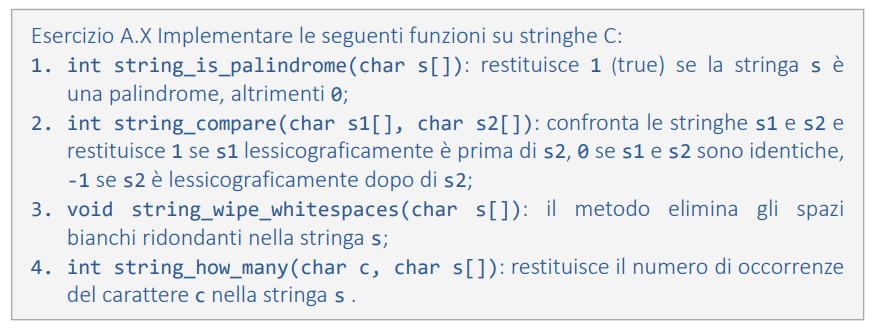 Esercizio A.X Implementare le seguenti funzioni su stringhe C:
1. int string_is_palindrome(char s[]): restituisce 1 (true) se la stringa s è
una palindrome, altrimenti 0;
2. int string_compare(char s1[], char s2[]): confronta le stringhe s1 e s2 e
restituisce 1 se s1 lessicograficamente è prima di s2, 0 se s1 e s2 sono identiche,
-1 se s2 è lessicograficamente dopo di s2;
3. void string_wipe_whitespaces(char s[]): il metodo elimina gli spazi
bianchi ridondanti nella stringa s;
4. int string_how_many(char c, char s[]): restituisce il numero di occorrenze
del carattere c nella stringa s .